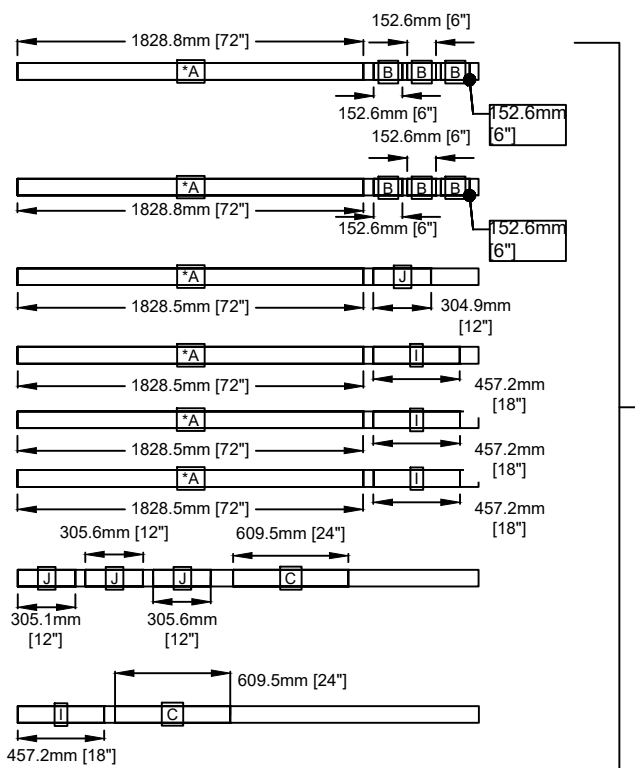 152.6mm [6"]
1828.8mm [72"]
*A B B B
152.6mm [6"]
152.6mm
[6"]
152.6mm [6"]
*A B B B
1828.8mm [72"]
152.6mm [6"]
152.6mm
[6"]
*A J
1828.5mm [72"]
304.9mm
[12"]
*A I
1828.5mm [72"]
457.2mm
[18"]
*A I
1828.5mm [72"]
457.2mm
[18"]
*A I
1828.5mm [72"]
457.2mm
[18"]
305.6mm [12"]
609.5mm [24"]
J J J C
305.1mm
[12"]
305.6mm
[12"]
609.5mm [24"]
I C
457.2mm [18"]